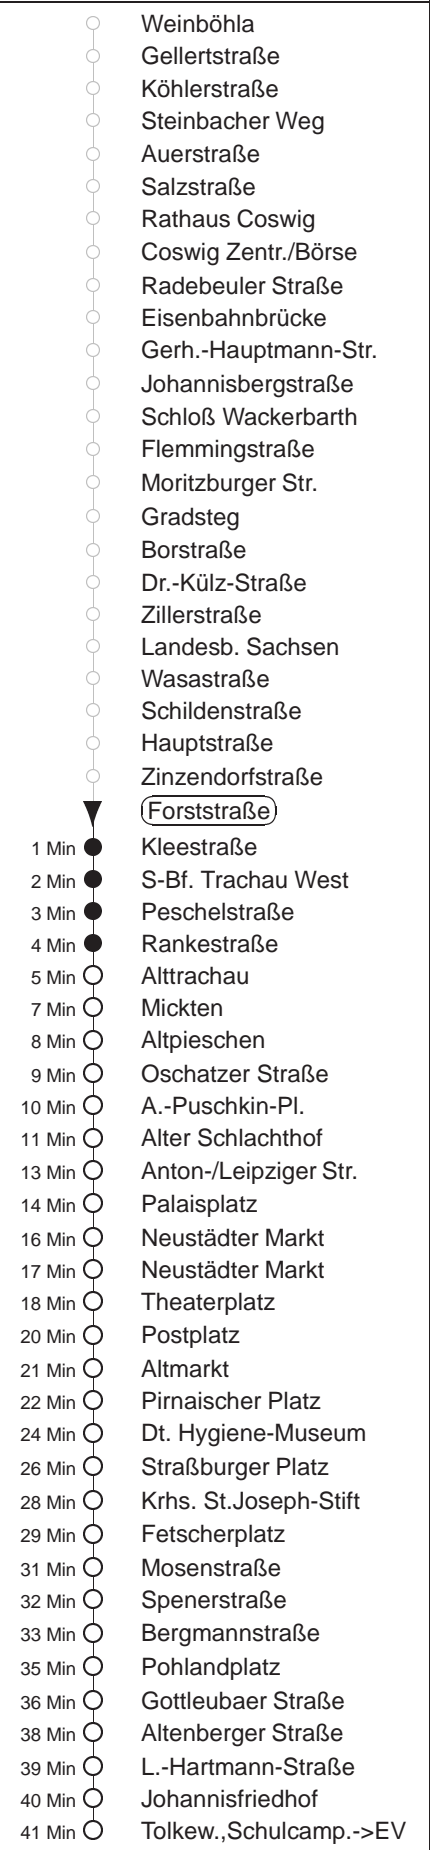 Weinböhla
Gellertstraße
Köhlerstraße
Steinbacher Weg
Auerstraße
Salzstraße
Rathaus Coswig
Coswig Zentr./Börse
Radebeuler Straße
Eisenbahnbrücke
Gerh.-Hauptmann-Str.
Johannisbergstraße
Schloß Wackerbarth
Flemmingstraße
Moritzburger Str.
Gradsteg
Borstraße
Dr.-Külz-Straße
Zillerstraße
Landesb. Sachsen
Wasastraße
Schildenstraße
Hauptstraße
Zinzendorfstraße
Forststraße
1 Min Kleestraße
2 Min S-Bf. Trachau West
3 Min Peschelstraße
4 Min Rankestraße
5 Min Alttrachau
7 Min Mickten
8 Min Altpieschen
9 Min Oschatzer Straße
10 Min A.-Puschkin-Pl.
11 Min Alter Schlachthof
13 Min Anton-/Leipziger Str.
14 Min Palaisplatz
16 Min Neustädter Markt
17 Min Neustädter Markt
18 Min Theaterplatz
20 Min Postplatz
21 Min Altmarkt
22 Min Pirnaischer Platz
24 Min Dt. Hygiene-Museum
26 Min Straßburger Platz
28 Min Krhs. St.Joseph-Stift
29 Min Fetscherplatz
31 Min Mosenstraße
32 Min Spenerstraße
33 Min Bergmannstraße
35 Min Pohlandplatz
36 Min Gottleubaer Straße
38 Min Altenberger Straße
39 Min L.-Hartmann-Straße
40 Min Johannisfriedhof
41 Min Tolkew.,Schulcamp.->EV